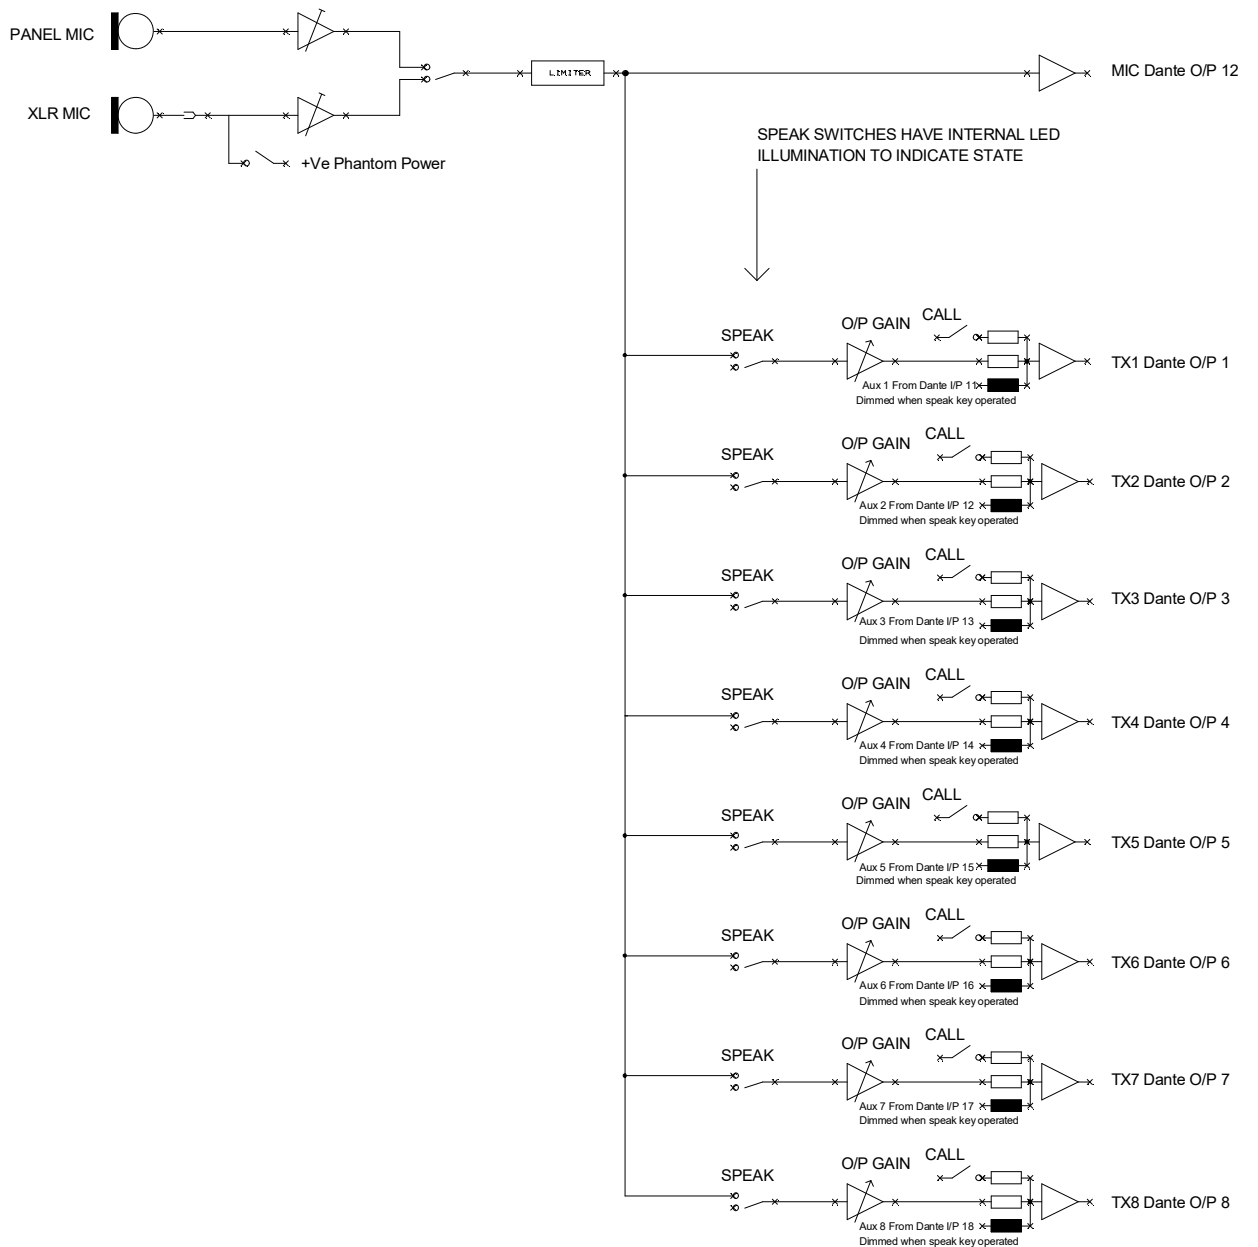 PANEL MIC
LIMITER
MIC Dante O/P 12
XLR MIC
+Ve Phantom Power
SPEAK SWITCHES HAVE INTERNAL LED
ILLUMINATION TO INDICATE STATE
SPEAK
O/P GAIN
CALL
TX1 Dante O/P 1
Aux 1 From Dante I/P 11
Dimmed when speak key operated
SPEAK
O/P GAIN
CALL
TX2 Dante O/P 2
Aux 2 From Dante I/P 12
Dimmed when speak key operated
SPEAK
O/P GAIN
CALL
TX3 Dante O/P 3
Aux 3 From Dante I/P 13
Dimmed when speak key operated
SPEAK
O/P GAIN
CALL
TX4 Dante O/P 4
Aux 4 From Dante I/P 14
Dimmed when speak key operated
SPEAK
O/P GAIN
CALL
TX5 Dante O/P 5
Aux 5 From Dante I/P 15
Dimmed when speak key operated
SPEAK
O/P GAIN
CALL
TX6 Dante O/P 6
Aux 6 From Dante I/P 16
Dimmed when speak key operated
SPEAK
O/P GAIN
CALL
TX7 Dante O/P 7
Aux 7 From Dante I/P 17
Dimmed when speak key operated
SPEAK
O/P GAIN
CALL
TX8 Dante O/P 8
Aux 8 From Dante I/P 18
Dimmed when speak key operated